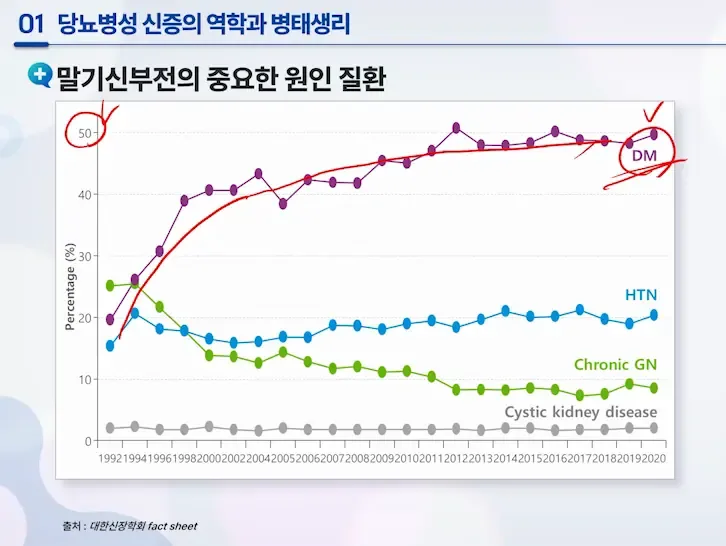 01 당뇨병성 신증의 역학과 병태생리
말기신부전의 중요한 원인 질환
Percentage (%)
50
40
30
20
10
0
DM
HTN
Chronic GN
Cystic kidney disease
1992 1994 1996 1998 2000 2002 2004 2005 2006 2007 2008 2009 2010 2011 2012 2013 2014 2015 2016 2017 2018 2019 2020
출처 : 대한신장학회 fact sheet